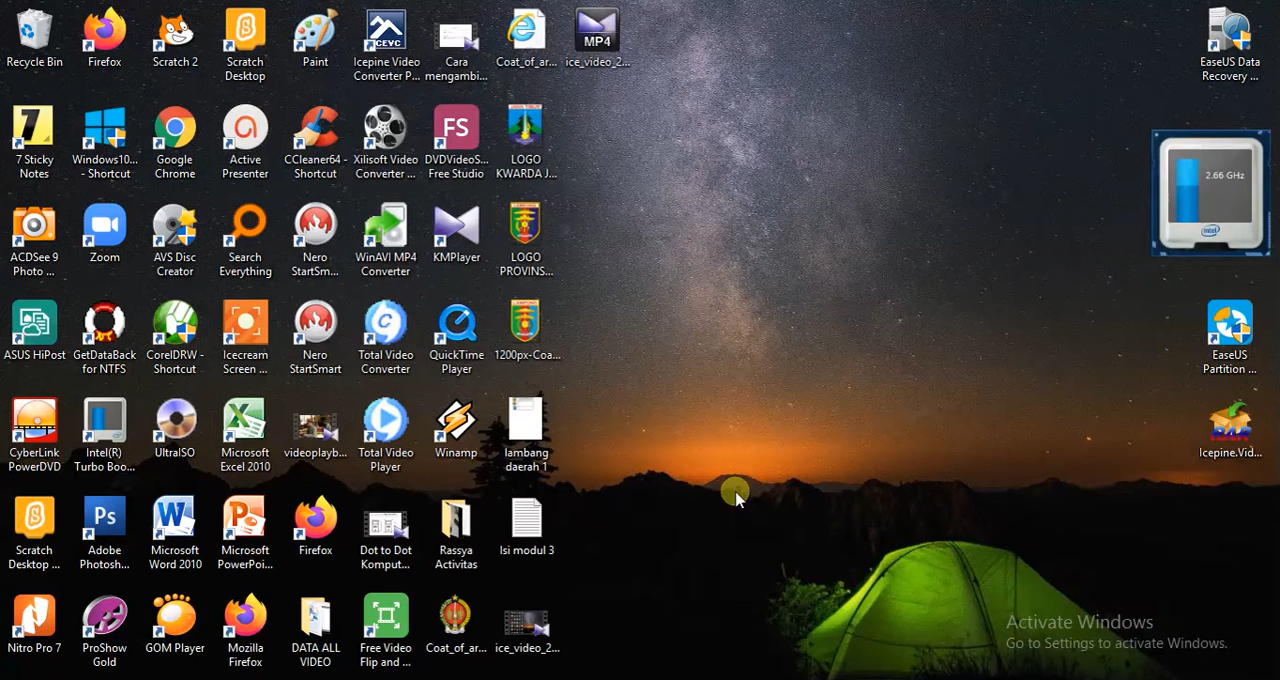 Recycle Bin
Firefox
Scratch 2
Scratch
Desktop
Paint
CEVC
Icepine Video
Converter P...
Cara
mengambi...
Coat_of_ar...
MP4
ice_video_2...
EaseUS Data
Recovery ...
7
7 Sticky
Notes
Windows10...
- Shortcut
Google
Chrome
Active
Presenter
CCleaner64 -
Shortcut
Xilisoft Video
Converter ...
FS
DVDVideoS...
Free Studio
LOGO
KWARDA J...
2.66 GHz
intel
ACDSee 9
Photo ...
Zoom
AVS Disc
Creator
Search
Everything
Nero
StartSm...
WinAVI MP4
Converter
KMPlayer
LOGO
PROVINS...
ASUS HiPost
GetDataBack
for NTFS
CorelDRW -
Shortcut
Icecream
Screen ...
Nero
StartSmart
Total Video
Converter
QuickTime
Player
1200px-Coa...
EaseUS
Partition ...
CyberLink
PowerDVD
Intel(R)
Turbo Boo...
UltraISO
Microsoft
Excel 2010
videoplayb...
Total Video
Player
Winamp
lambang
daerah 1
Icepine.Vid...
Scratch
Desktop ...
Ps
Adobe
Photosh...
Microsoft
Word 2010
Microsoft
PowerPoi...
Firefox
Dot to Dot
Komput...
Rassya
Activitas
Isi modul 3
Nitro Pro 7
ProShow
Gold
GOM Player
Mozilla
Firefox
DATA ALL
VIDEO
Free Video
Flip and ...
Coat_of_ar...
ice_video_2...
Activate Windows
Go to Settings to activate Windows.